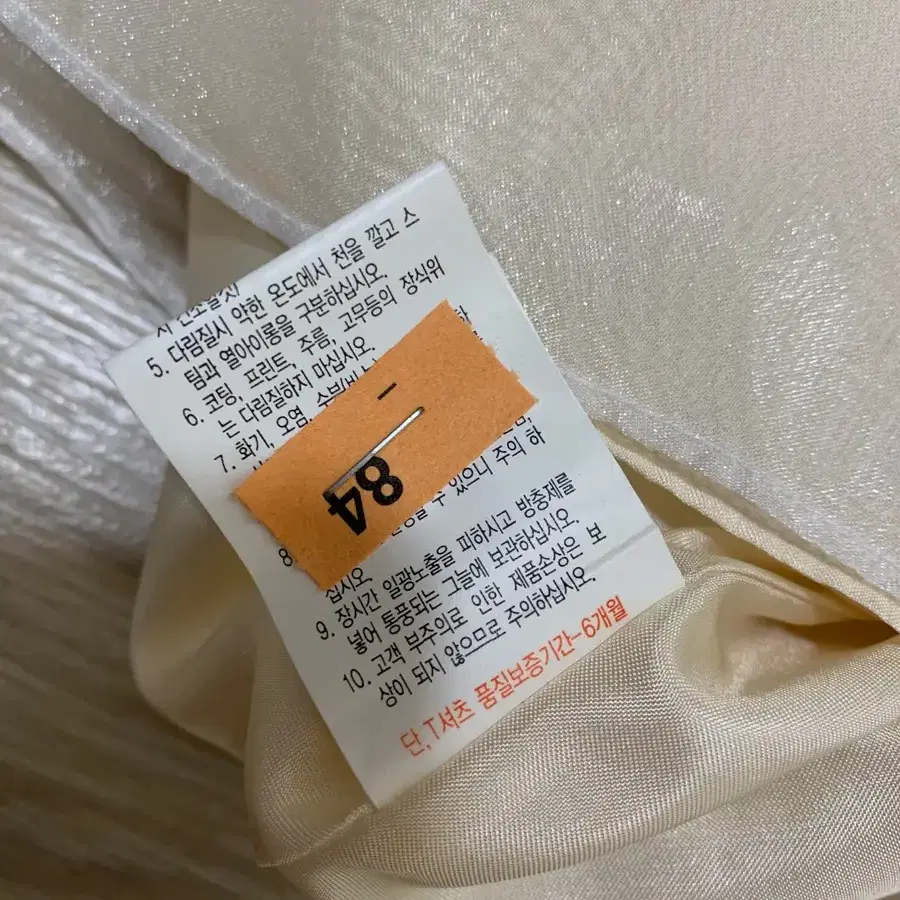 5. 다림질시 약한 온도에서 천을 깔고 스
팀과 열아이롱을 구분하십시오.
6. 코팅, 프린트, 주름, 고무등의 장식위
는 다림질하지 마십시오.
7. 화기, 오염,
8
수 있으니 주의 하
십시오.
9. 장시간 일광노출을 피하시고 방충제를
넣어 통풍되는 그늘에 보과하십시오.
10. 고객 부주의로 인한 제품손상은 보
상이 되지 않으므로 주의하십시오.
단,T셔츠 품질보증기간-6개월
84